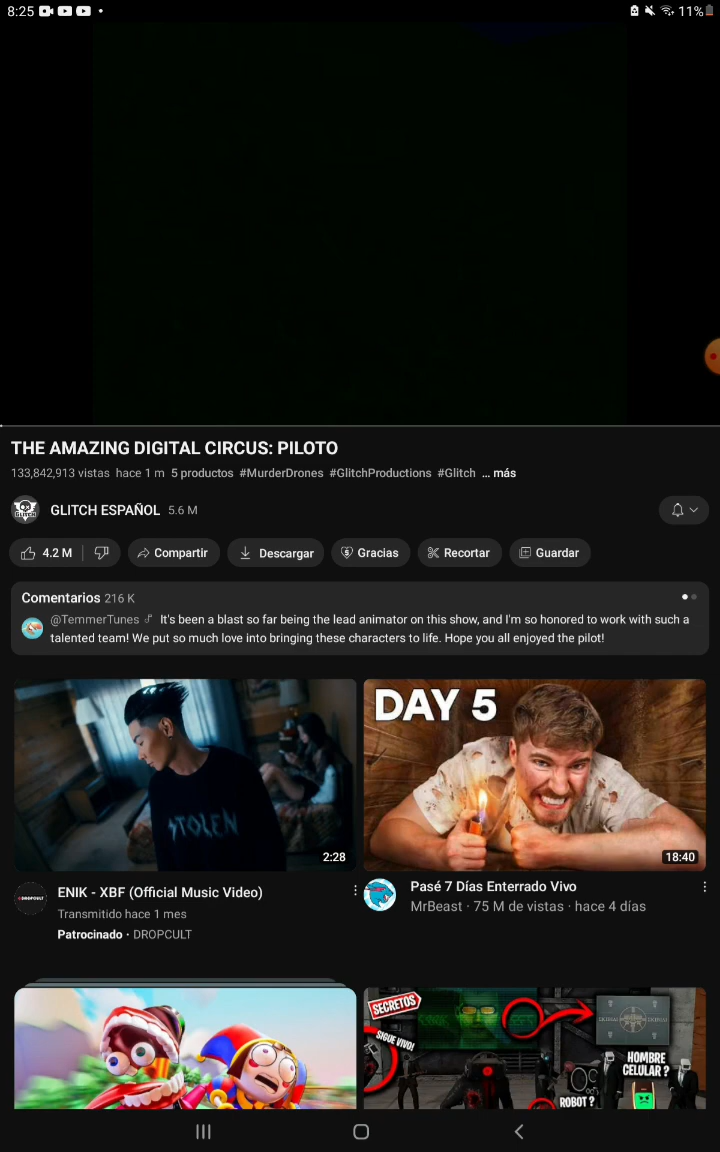 8:25
11%
THE AMAZING DIGITAL CIRCUS: PILOTO
133,842,913 vistas hace 1 m 5 productos #MurderDrones #GlitchProductions #Glitch ... más
GLITCH ESPAÑOL 5.6 M
4.2 M Compartir Descargar Gracias Recortar Guardar
Comentarios 216 K
@TemmerTunes It's been a blast so far being the lead animator on this show, and I'm so honored to work with such a
talented team! We put so much love into bringing these characters to life. Hope you all enjoyed the pilot!
STOLEN
2:28
DAY 5
18:40
DROPCULT
ENIK - XBF (Official Music Video)
Transmitido hace 1 mes
Patrocinado · DROPCULT
Pasé 7 Días Enterrado Vivo
MrBeast · 75 M de vistas · hace 4 días
SECRETOS
SIGUE VIVO!
HOMBRE
CELULAR ?
ROBOT ?